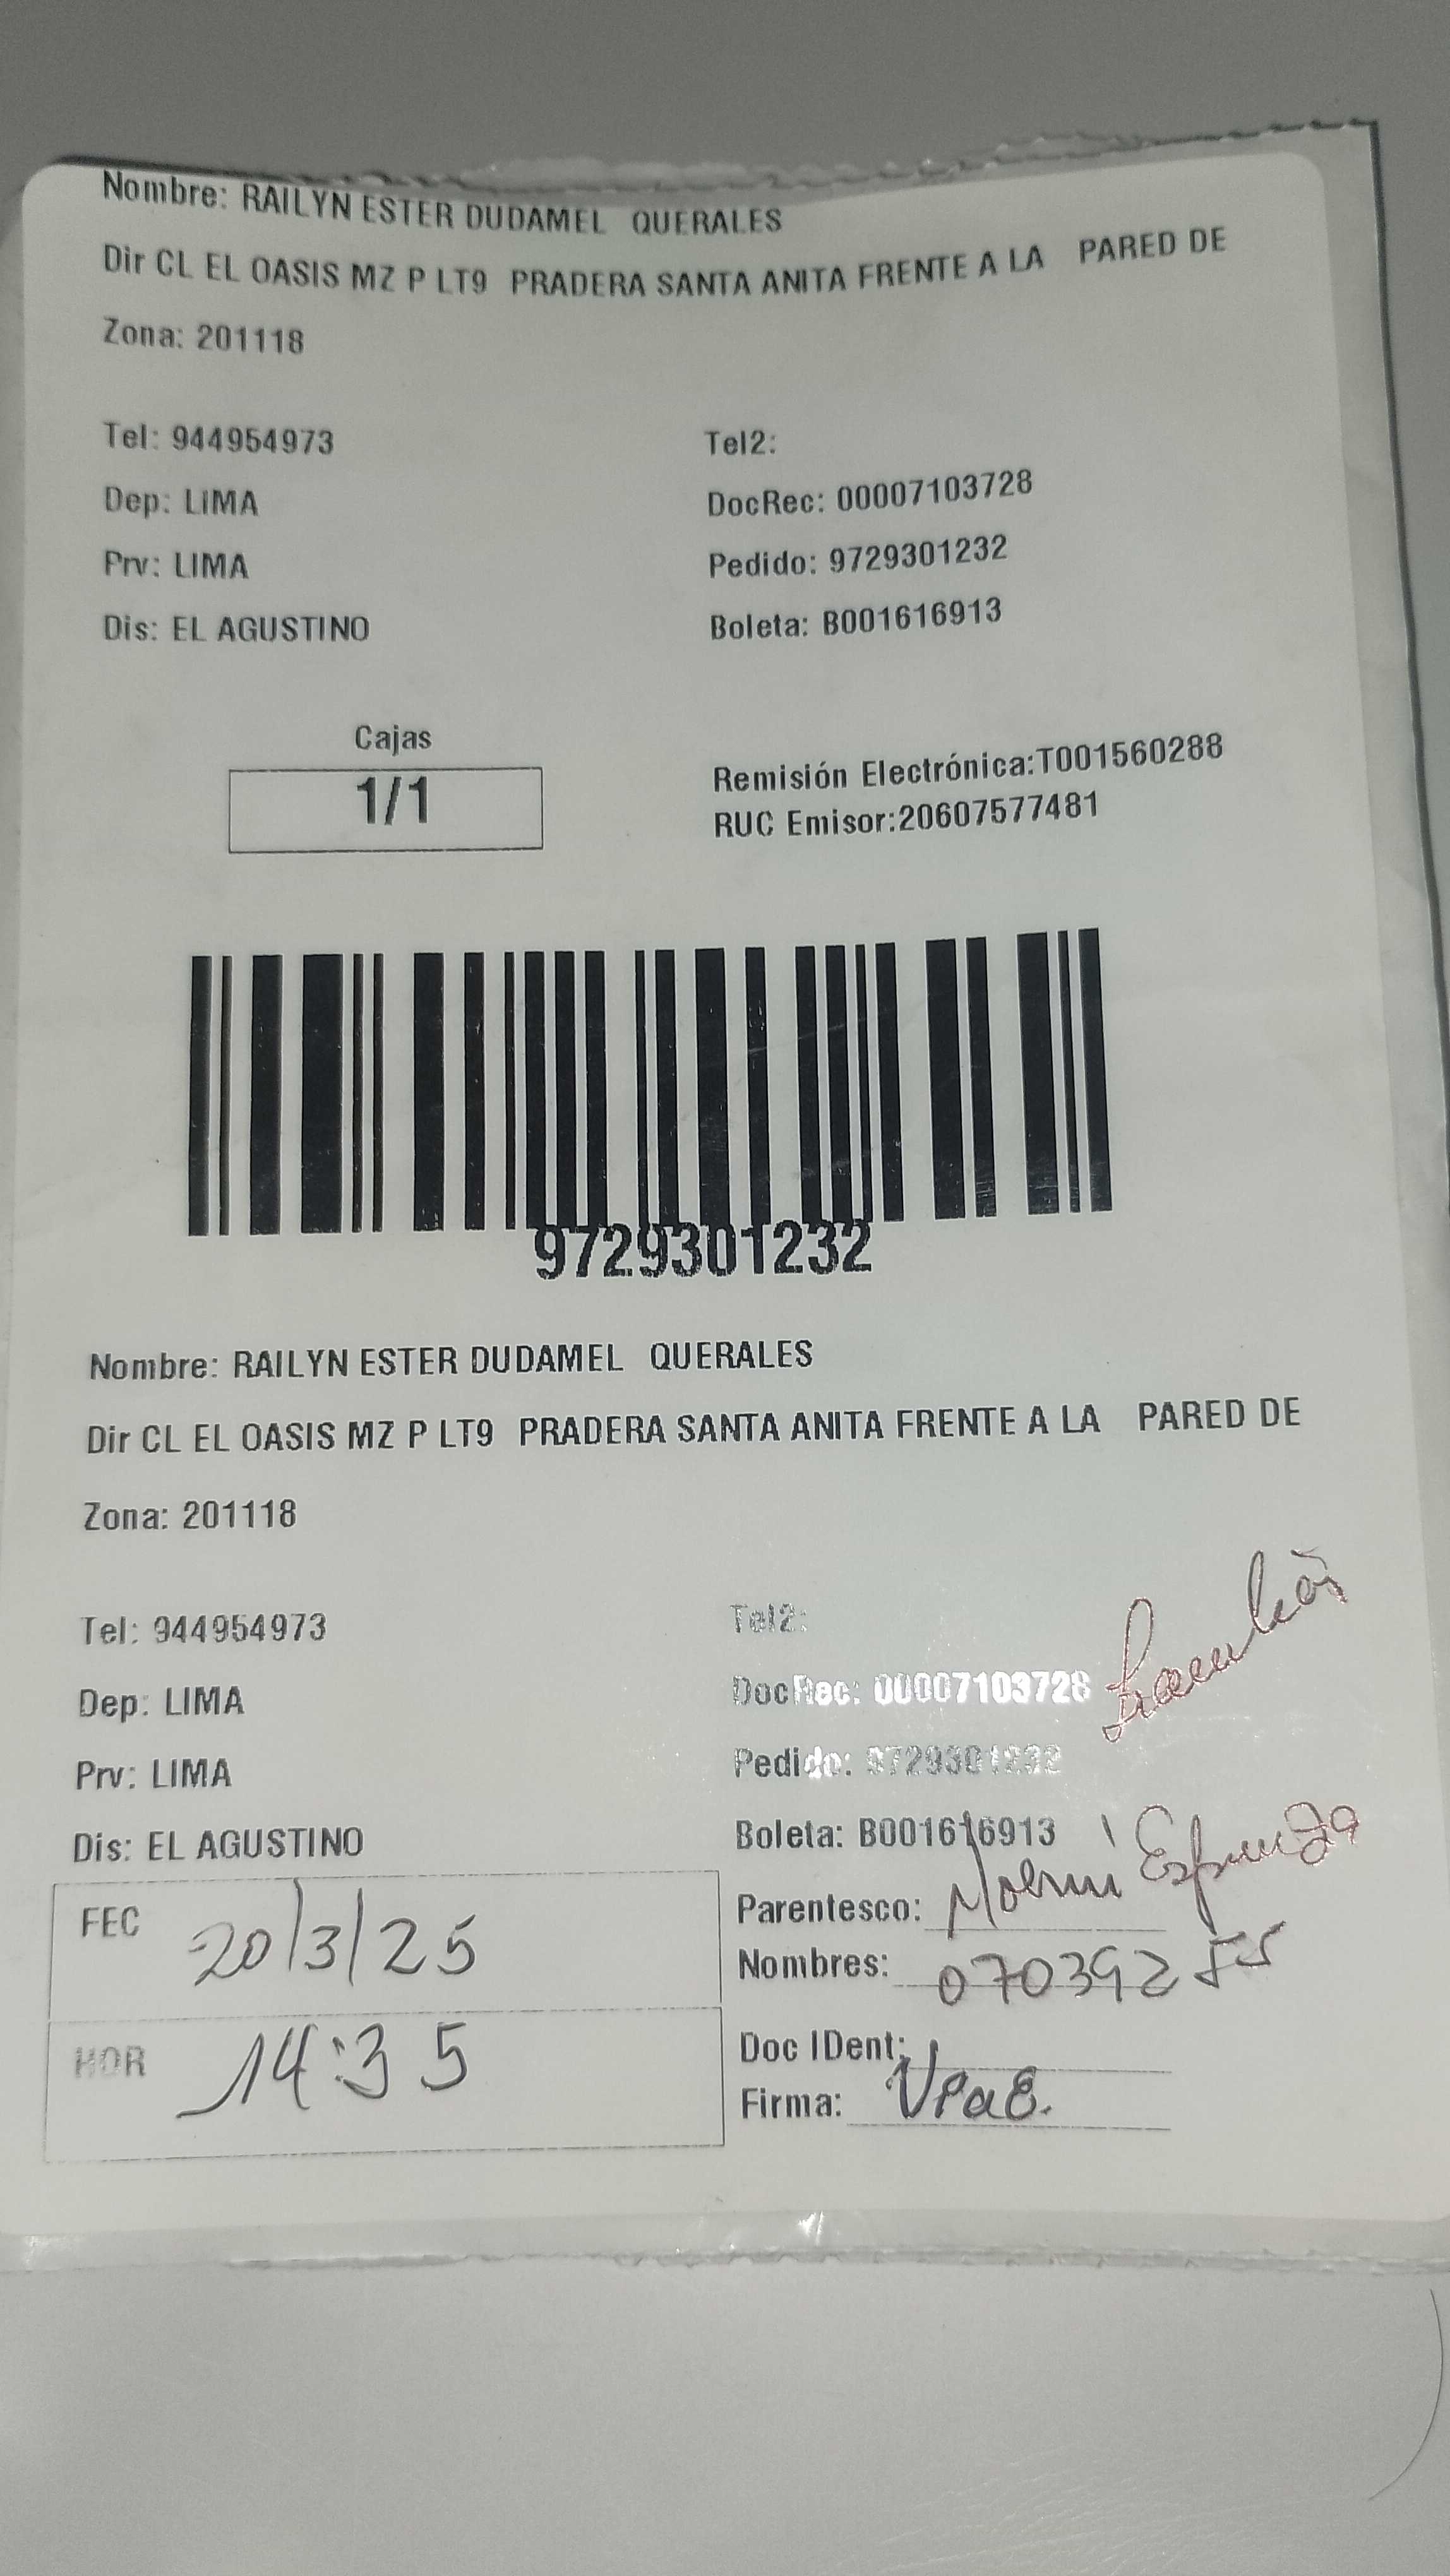 Nombre: RAILYN ESTER DUDAMEL QUERALES
Dir CL EL OASIS MZ P LT9 PRADERA SANTA ANITA FRENTE A LA PARED DE
Zona: 201118
Tel: 944954973 Tel2:
Dep: LIMA DocRec: 00007103728
Prv: LIMA Pedido: 9729301232
Dis: EL AGUSTINO Boleta: B001616913
Cajas
1/1
Remisión Electrónica:T001560288
RUC Emisor:20607577481
9729301232
Nombre: RAILYN ESTER DUDAMEL QUERALES
Dir CL EL OASIS MZ P LT9 PRADERA SANTA ANITA FRENTE A LA PARED DE
Zona: 201118
Tel: 944954973 Tel2:
Dep: LIMA DocRec: 00007103728
Prv: LIMA Pedido: 9729301232
Dis: EL AGUSTINO Boleta: B001616913
FEC 20/3/25 Parentesco:
Nombres: 07039255
HOR 14:35 Doc IDent:
Firma: